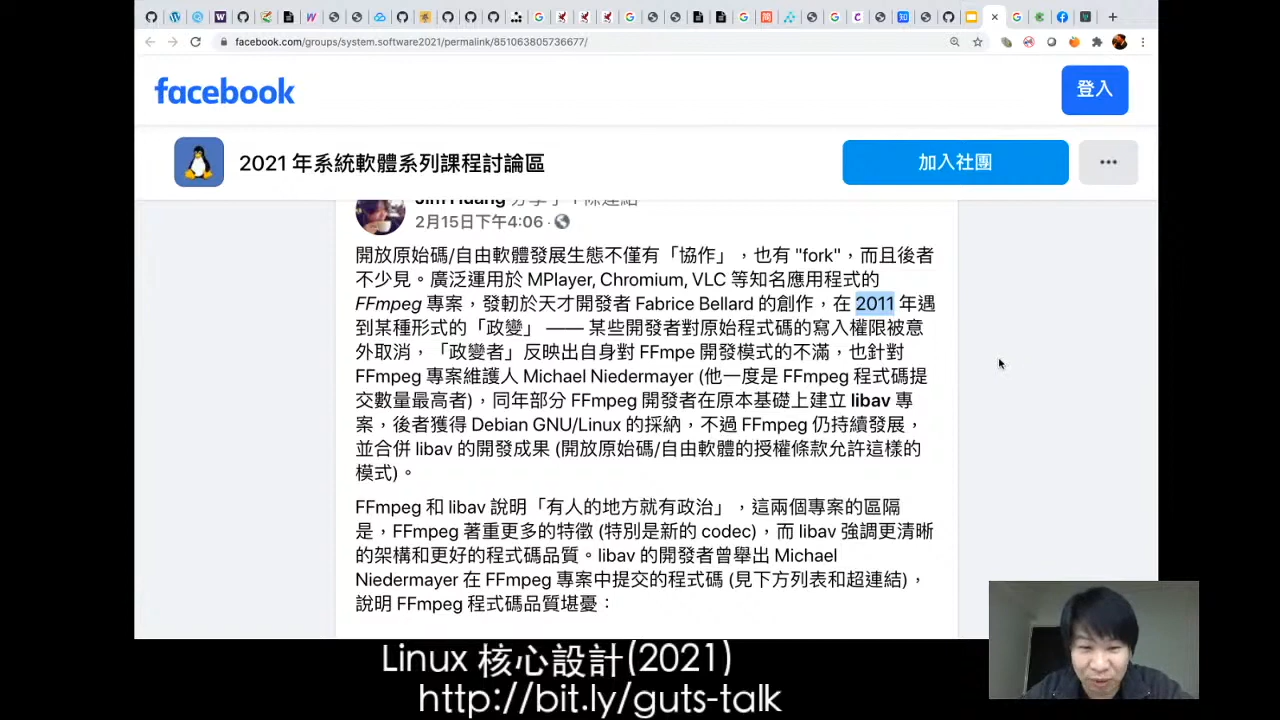 facebook.com/groups/system.software2021/permalink/851063805736677/
facebook
登入
2021 年系統軟體系列課程討論區
加入社團
2月15日下午4:06
開放原始碼/自由軟體發展生態不僅有「協作」，也有 "fork"，而且後者
不少見。廣泛運用於 MPlayer, Chromium, VLC 等知名應用程式的
FFmpeg 專案，發軔於天才開發者 Fabrice Bellard 的創作，在 2011 年遇
到某種形式的「政變」 —— 某些開發者對原始程式碼的寫入權限被意
外取消，「政變者」反映出自身對 FFmpe 開發模式的不滿，也針對
FFmpeg 專案維護人 Michael Niedermayer (他一度是 FFmpeg 程式碼提
交數量最高者)，同年部分 FFmpeg 開發者在原本基礎上建立 libav 專
案，後者獲得 Debian GNU/Linux 的採納，不過 FFmpeg 仍持續發展，
並合併 libav 的開發成果 (開放原始碼/自由軟體的授權條款允許這樣的
模式)。
FFmpeg 和 libav 說明「有人的地方就有政治」，這兩個專案的區隔
是，FFmpeg 著重更多的特徵 (特別是新的 codec)，而 libav 強調更清晰
的架構和更好的程式碼品質。libav 的開發者曾舉出 Michael
Niedermayer 在 FFmpeg 專案中提交的程式碼 (見下方列表和超連結)，
說明 FFmpeg 程式碼品質堪憂：
Linux 核心設計(2021)
http://bit.ly/guts-talk